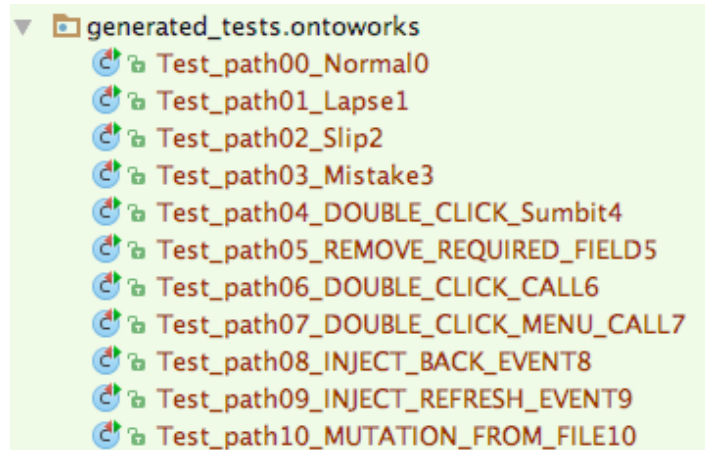 generated_tests.ontoworks
Test_path00_Normal0
Test_path01_Lapse1
Test_path02_Slip2
Test_path03_Mistake3
Test_path04_DOUBLE_CLICK_Sumbit4
Test_path05_REMOVE_REQUIRED_FIELD5
Test_path06_DOUBLE_CLICK_CALL6
Test_path07_DOUBLE_CLICK_MENU_CALL7
Test_path08_INJECT_BACK_EVENT8
Test_path09_INJECT_REFRESH_EVENT9
Test_path10_MUTATION_FROM_FILE10